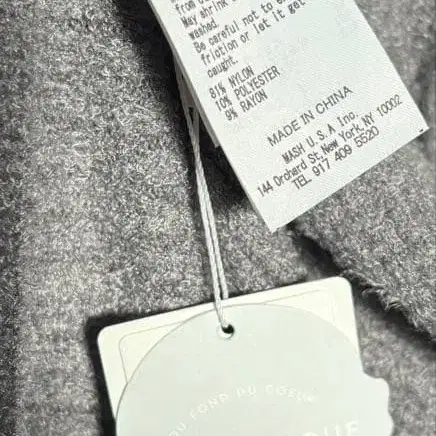 May shrink
washed.
Be careful not to
friction or let it get
caught.
81% NYLON
10% POLYESTER
9% RAYON
MADE IN CHINA
MASH U.S.A Inc.
144 Orchard St. New York, NY 10002
TEL 917 409 5520
DU FOND DU COEUR